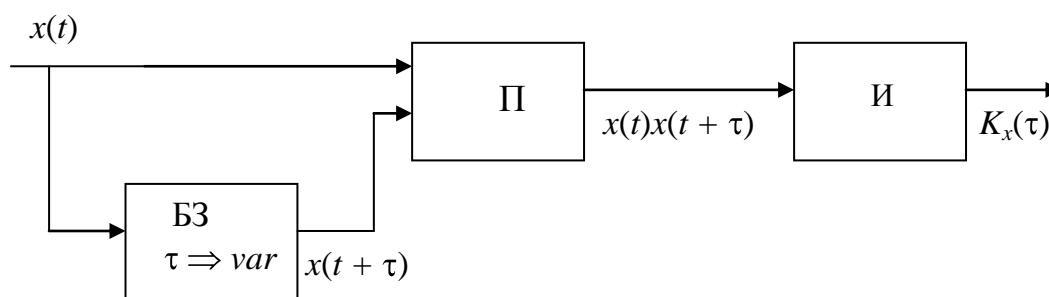 x(t)
П
И
x(t)x(t + τ)
Kₓ(τ)
БЗ
τ ⇒ var
x(t + τ)